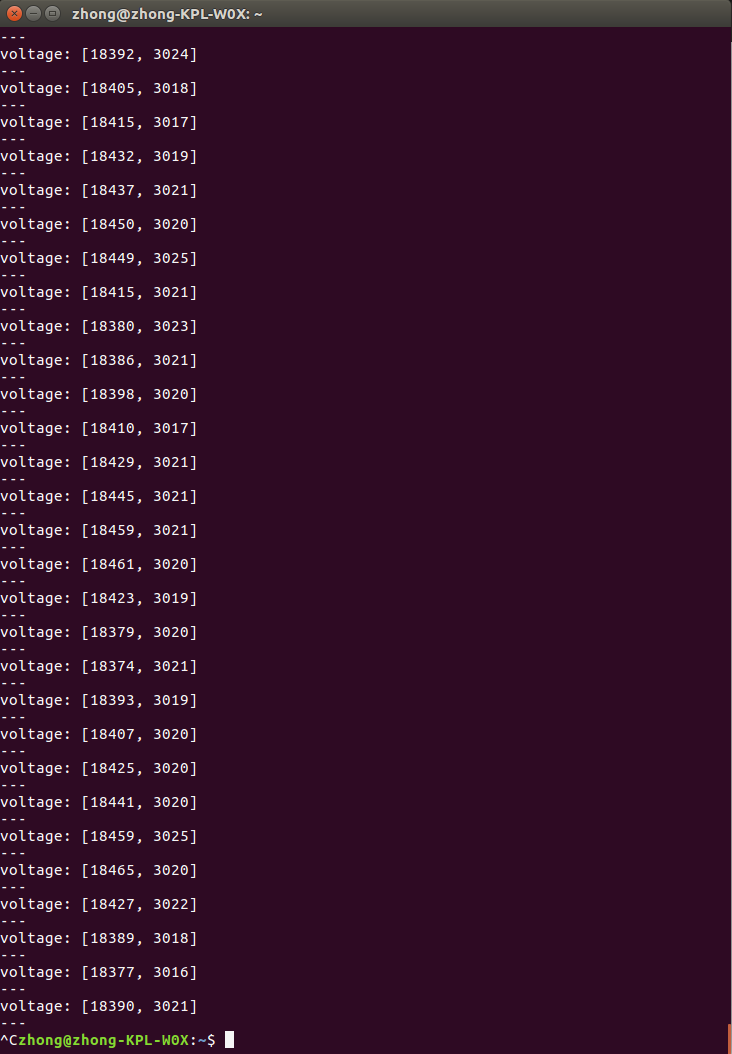 zhong@zhong-KPL-W0X: ~
---
voltage: [18392, 3024]
---
voltage: [18405, 3018]
---
voltage: [18415, 3017]
---
voltage: [18432, 3019]
---
voltage: [18437, 3021]
---
voltage: [18450, 3020]
---
voltage: [18449, 3025]
---
voltage: [18415, 3021]
---
voltage: [18380, 3023]
---
voltage: [18386, 3021]
---
voltage: [18398, 3020]
---
voltage: [18410, 3017]
---
voltage: [18429, 3021]
---
voltage: [18445, 3021]
---
voltage: [18459, 3021]
---
voltage: [18461, 3020]
---
voltage: [18423, 3019]
---
voltage: [18379, 3020]
---
voltage: [18374, 3021]
---
voltage: [18393, 3019]
---
voltage: [18407, 3020]
---
voltage: [18425, 3020]
---
voltage: [18441, 3020]
---
voltage: [18459, 3025]
---
voltage: [18465, 3020]
---
voltage: [18427, 3022]
---
voltage: [18389, 3018]
---
voltage: [18377, 3016]
---
voltage: [18390, 3021]
---
^Czhong@zhong-KPL-W0X:~$